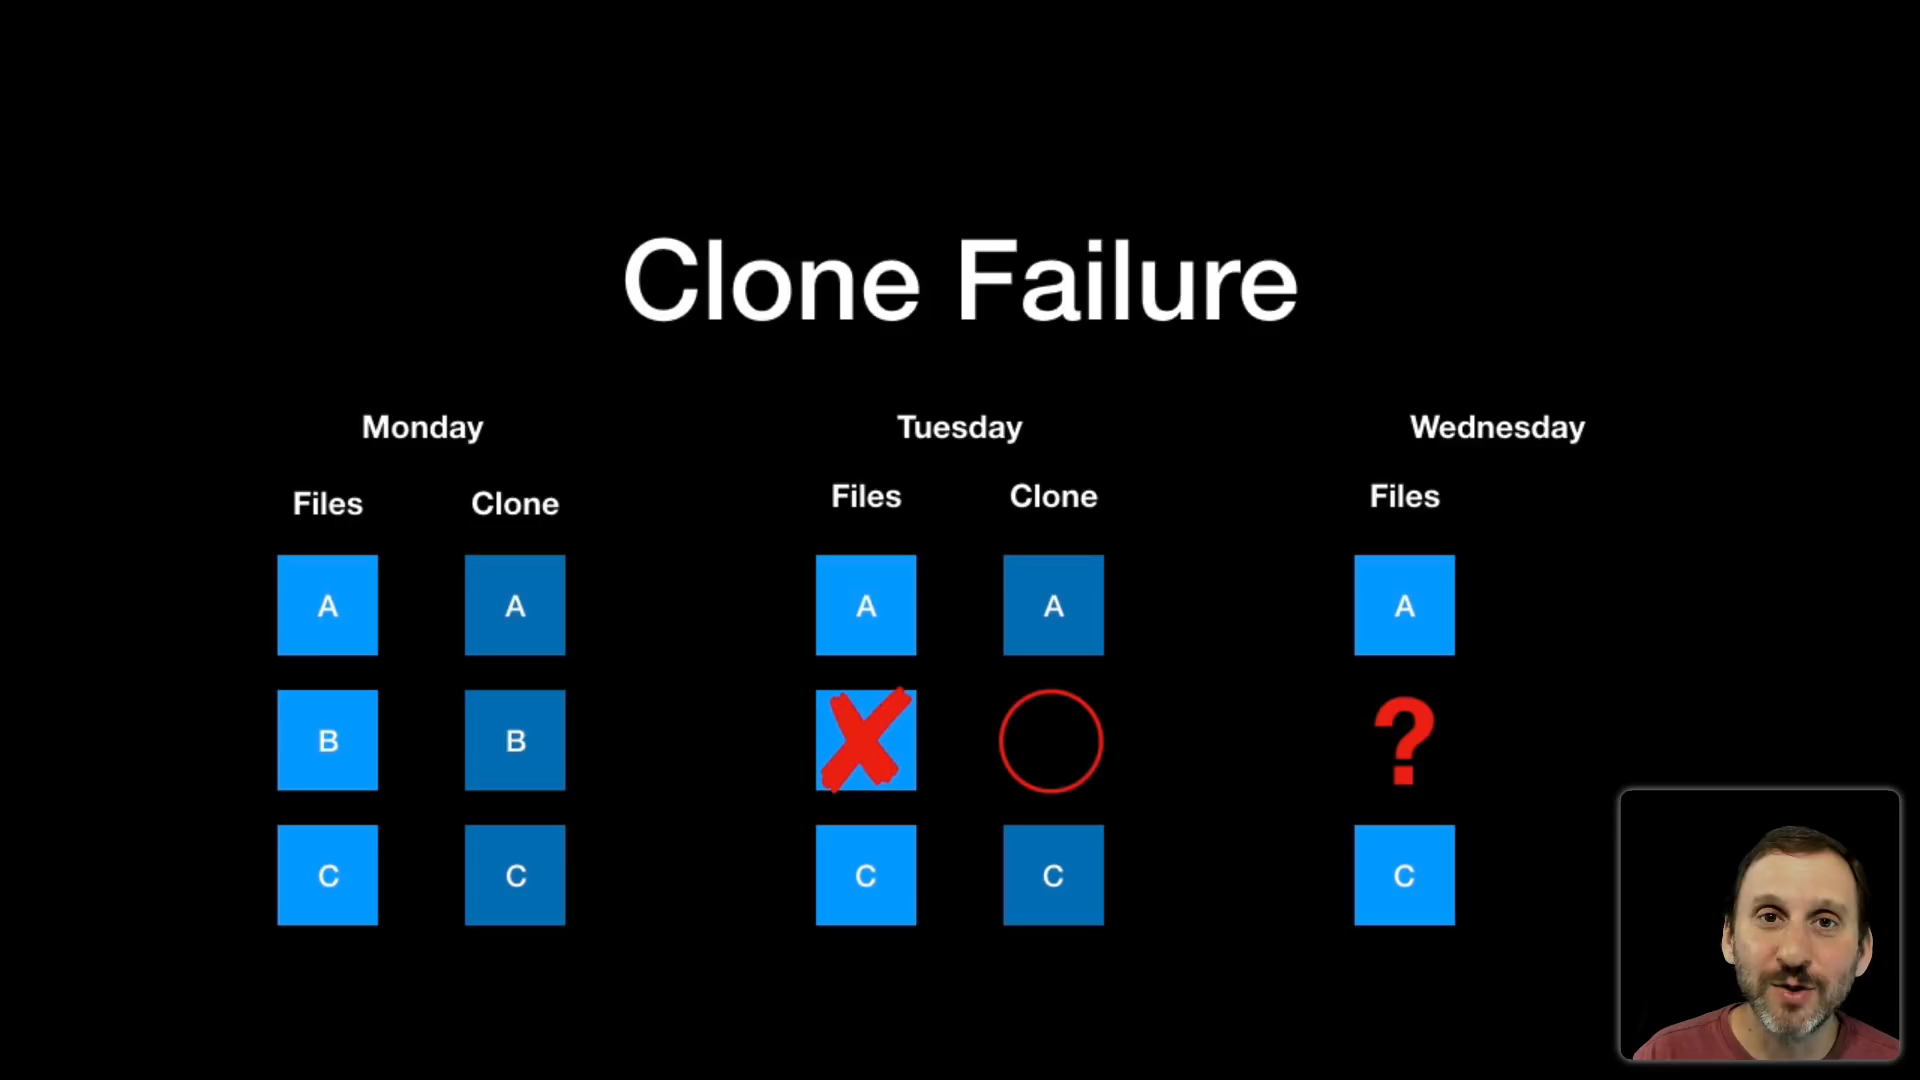 Clone Failure
Monday
Tuesday
Wednesday
Files
Clone
Files
Clone
Files
A
A
A
A
A
B
B
?
C
C
C
C
C